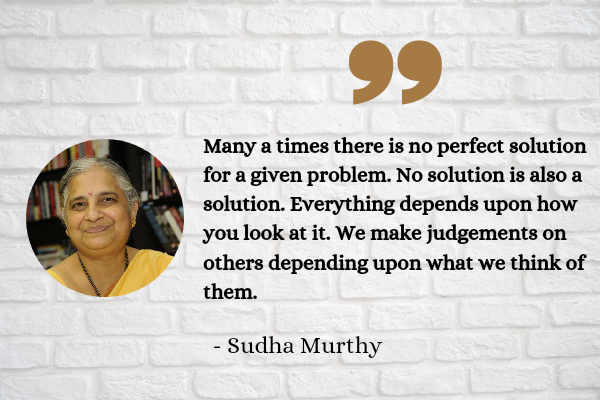 Many a times there is no perfect solution
for a given problem. No solution is also a
solution. Everything depends upon how
you look at it. We make judgements on
others depending upon what we think of
them.
- Sudha Murthy